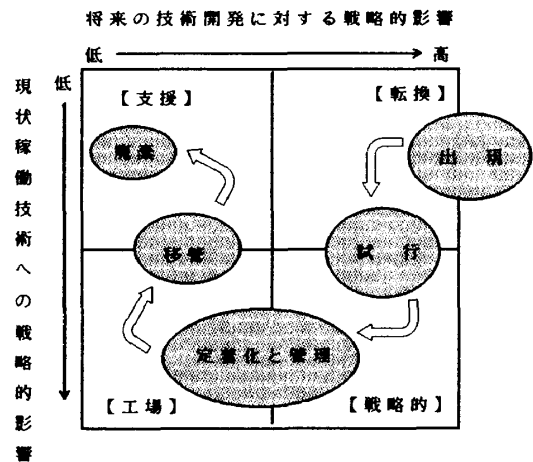 将来の技術開発に対する戦略的影響
低 高
現状稼働技術への戦略的影響
低
【支援】
【転換】
廃棄
出現
移管
試行
定着化と管理
【工場】
【戦略的】